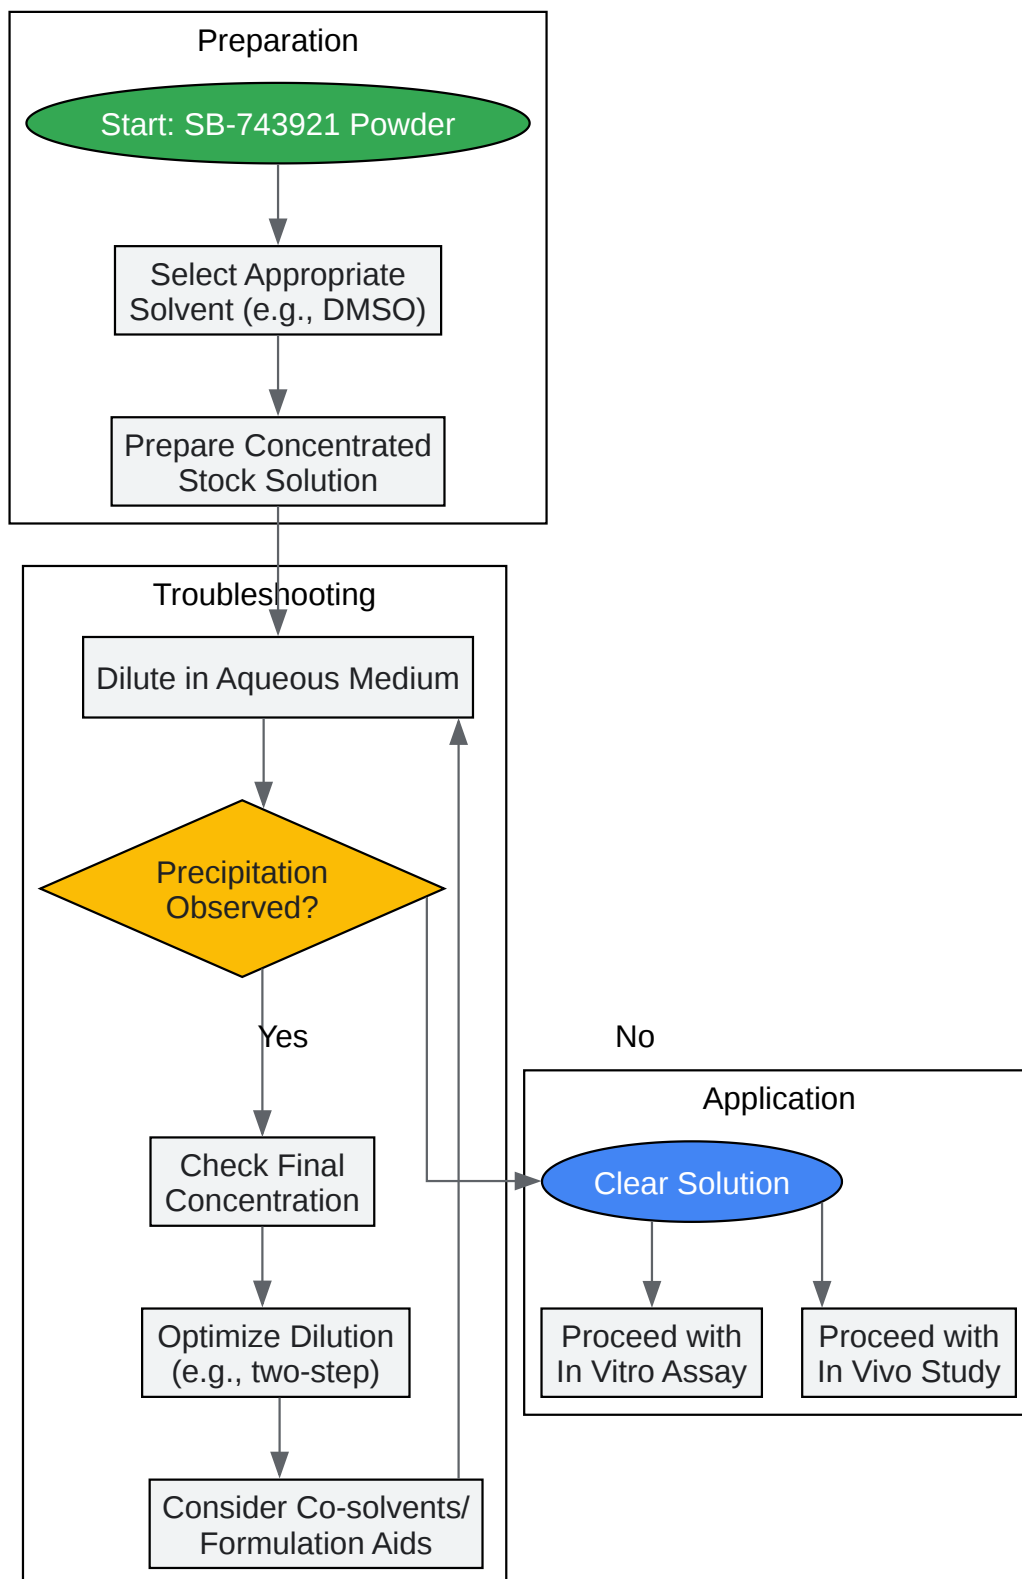 Preparation
Start: SB-743921 Powder
Select Appropriate
Solvent (e.g., DMSO)
Prepare Concentrated
Stock Solution
Troubleshooting
Dilute in Aqueous Medium
Precipitation
Observed?
Yes
No
Check Final
Concentration
Optimize Dilution
(e.g., two-step)
Consider Co-solvents/
Formulation Aids
Application
Clear Solution
Proceed with
In Vitro Assay
Proceed with
In Vivo Study